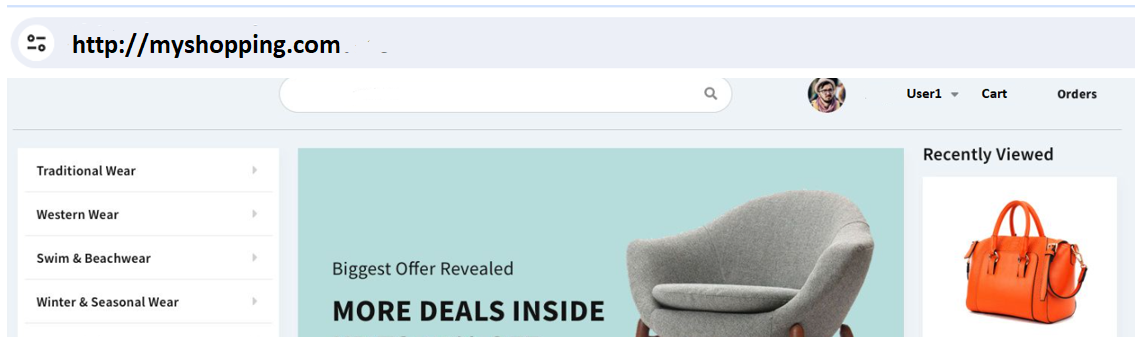 http://myshopping.com
User1 Cart Orders
Traditional Wear
Western Wear
Swim & Beachwear
Winter & Seasonal Wear
Biggest Offer Revealed
MORE DEALS INSIDE
Recently Viewed